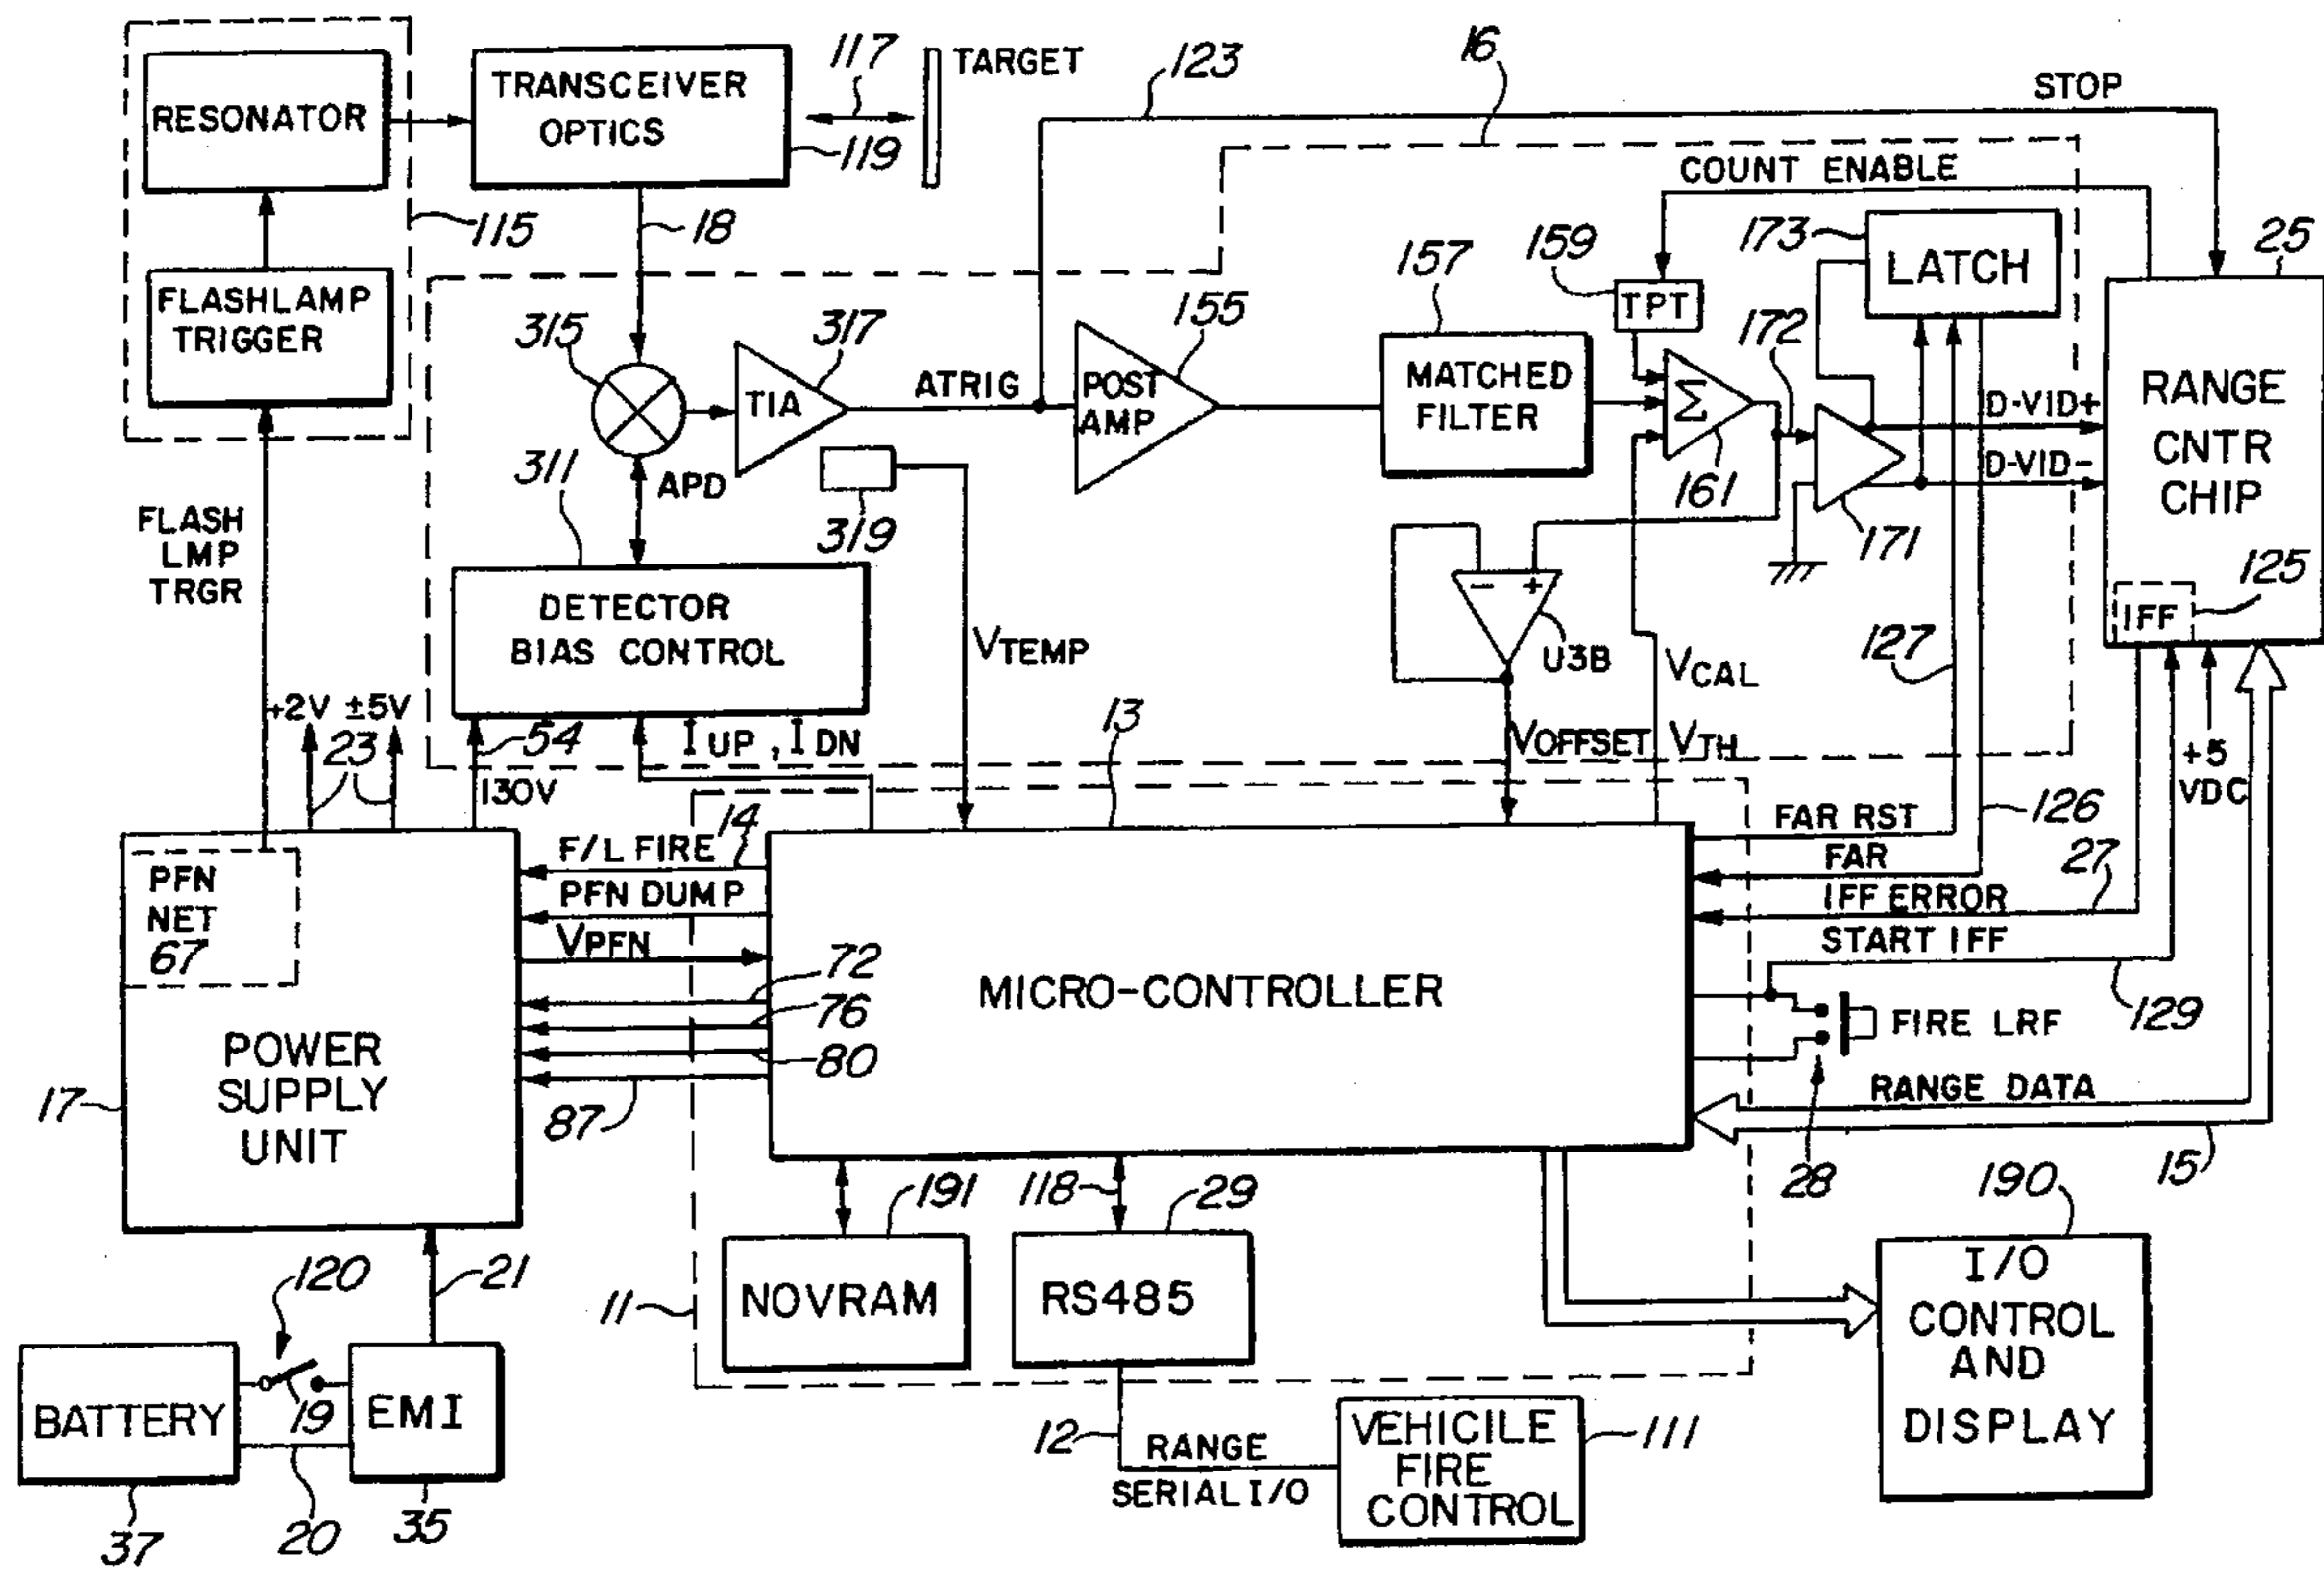 117
TARGET
123
16
STOP
RESONATOR
TRANSCEIVER
OPTICS
119
COUNT ENABLE
115
18
173
LATCH
25
FLASHLAMP
TRIGGER
315
317
155
157
159
TPT
172
ATRIG
TIA
POST
AMP
MATCHED
FILTER
Σ
161
D-VID+
D-VID-
171
RANGE
CNTR
CHIP
125
IFF
311
APD
319
FLASH
LMP
TRGR
DETECTOR
BIAS CONTROL
VTEMP
- +
U3B
VCAL
127
+2V ±5V
23
54
130V
IUP, IDN
13
VOFFSET
VTH
+5
VDC
126
14
F/L FIRE
PFN DUMP
VPFN
72
76
80
87
PFN
NET
67
POWER
SUPPLY
UNIT
17
MICRO-CONTROLLER
FAR RST
FAR
IFF ERROR
START IFF
27
129
FIRE LRF
28
RANGE DATA
15
191
118
29
190
NOVRAM
RS485
11
I/O
CONTROL
AND
DISPLAY
120
21
BATTERY
19
EMI
37
20
35
12
RANGE
SERIAL I/O
VEHICILE
FIRE
CONTROL
111